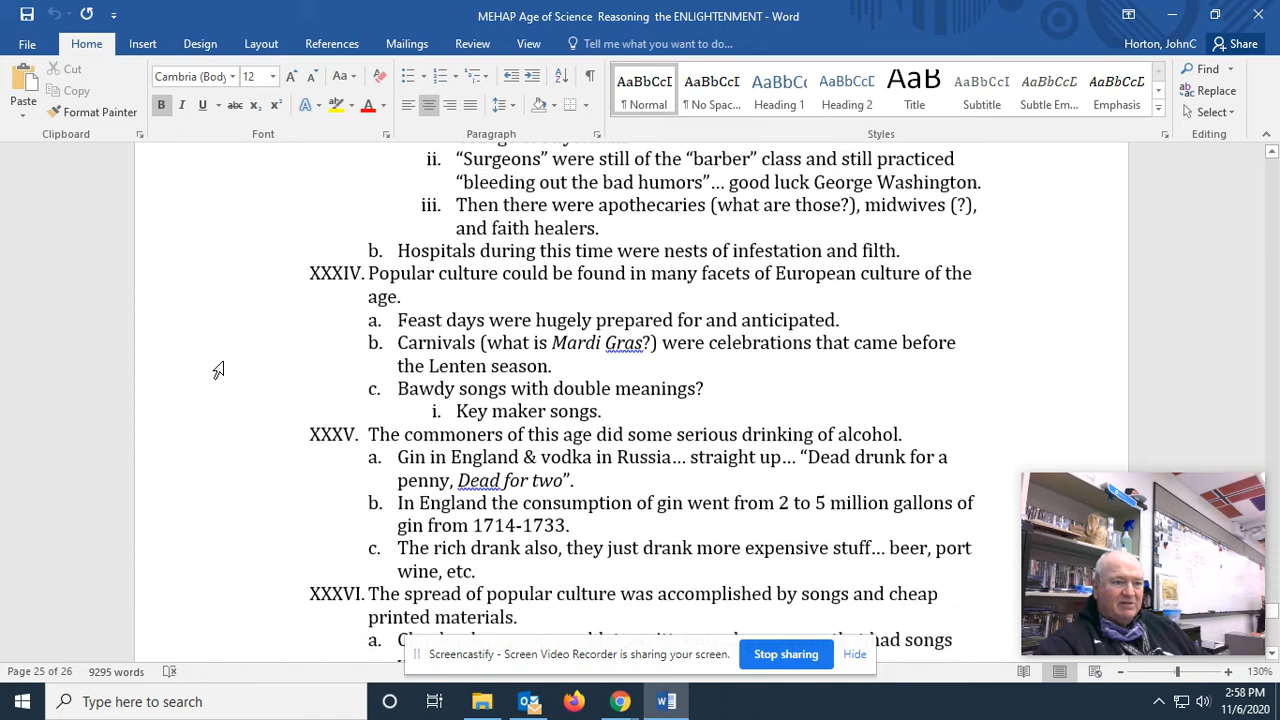 MEHAP Age of Science  Reasoning  the ENLIGHTENMENT - Word
File Home Insert Design Layout References Mailings Review View Tell me what you want to do... Horton, JohnC Share
Paste
Cut
Copy
Format Painter
Clipboard
Cambria (Body 12
Font
Paragraph
AaBbCcDc AaBbCcDc AaBbCc AaBbCcI AaB AaBbCcI AaBbCcDc AaBbCcDc
¶ Normal ¶ No Spac... Heading 1 Heading 2 Title Subtitle Subtle Em... Emphasis
Styles
Find
Replace
Select
Editing
ii. “Surgeons” were still of the “barber” class and still practiced
“bleeding out the bad humors”… good luck George Washington.
iii. Then there were apothecaries (what are those?), midwives (?),
and faith healers.
b. Hospitals during this time were nests of infestation and filth.
XXXIV. Popular culture could be found in many facets of European culture of the
age.
a. Feast days were hugely prepared for and anticipated.
b. Carnivals (what is Mardi Gras?) were celebrations that came before
the Lenten season.
c. Bawdy songs with double meanings?
i. Key maker songs.
XXXV. The commoners of this age did some serious drinking of alcohol.
a. Gin in England & vodka in Russia… straight up… “Dead drunk for a
penny, Dead for two”.
b. In England the consumption of gin went from 2 to 5 million gallons of
gin from 1714-1733.
c. The rich drank also, they just drank more expensive stuff… beer, port
wine, etc.
XXXVI. The spread of popular culture was accomplished by songs and cheap
printed materials.
a.
Screencastify - Screen Video Recorder is sharing your screen. Stop sharing Hide
Page 25 of 26 9295 words 130%
Type here to search
2:58 PM
11/6/2020